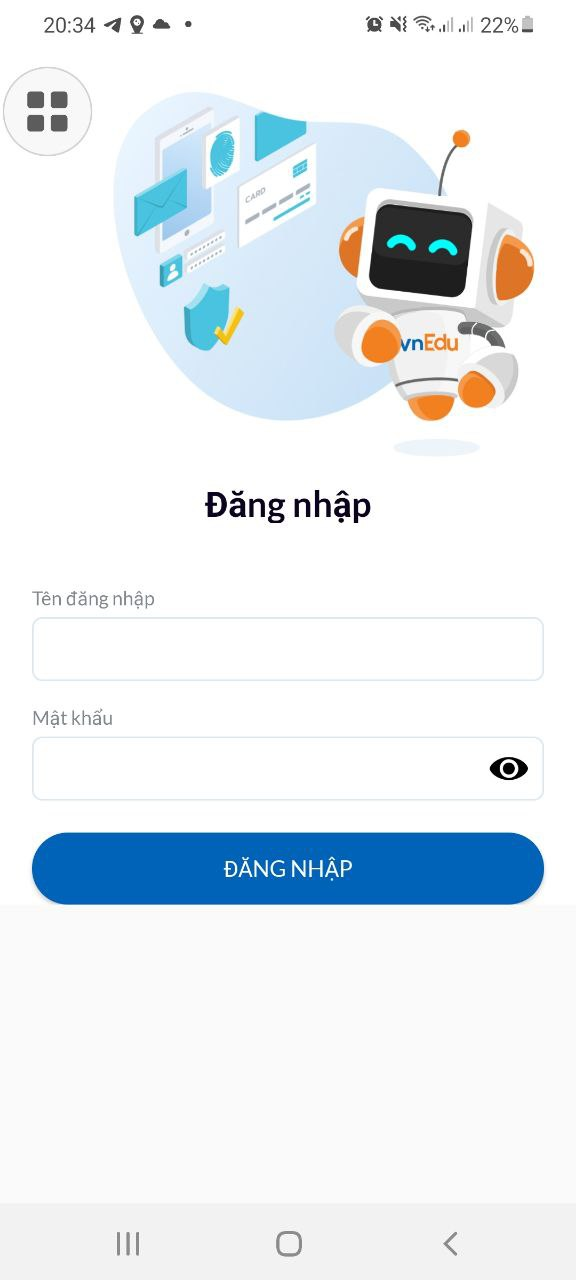 20:34
22%
CARD
vnEdu
Đăng nhập
Tên đăng nhập
Mật khẩu
ĐĂNG NHẬP